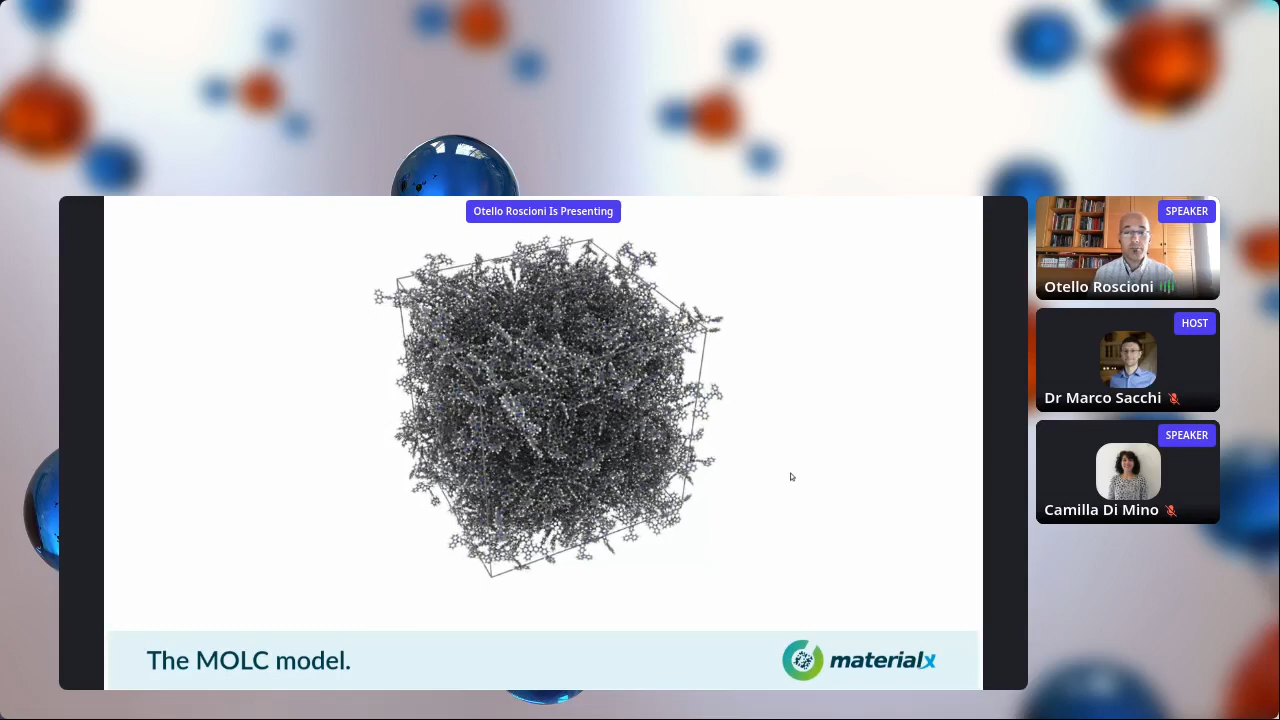 Otello Roscioni Is Presenting
SPEAKER
Otello Roscioni
HOST
Dr Marco Sacchi
SPEAKER
Camilla Di Mino
The MOLC model.
materialx